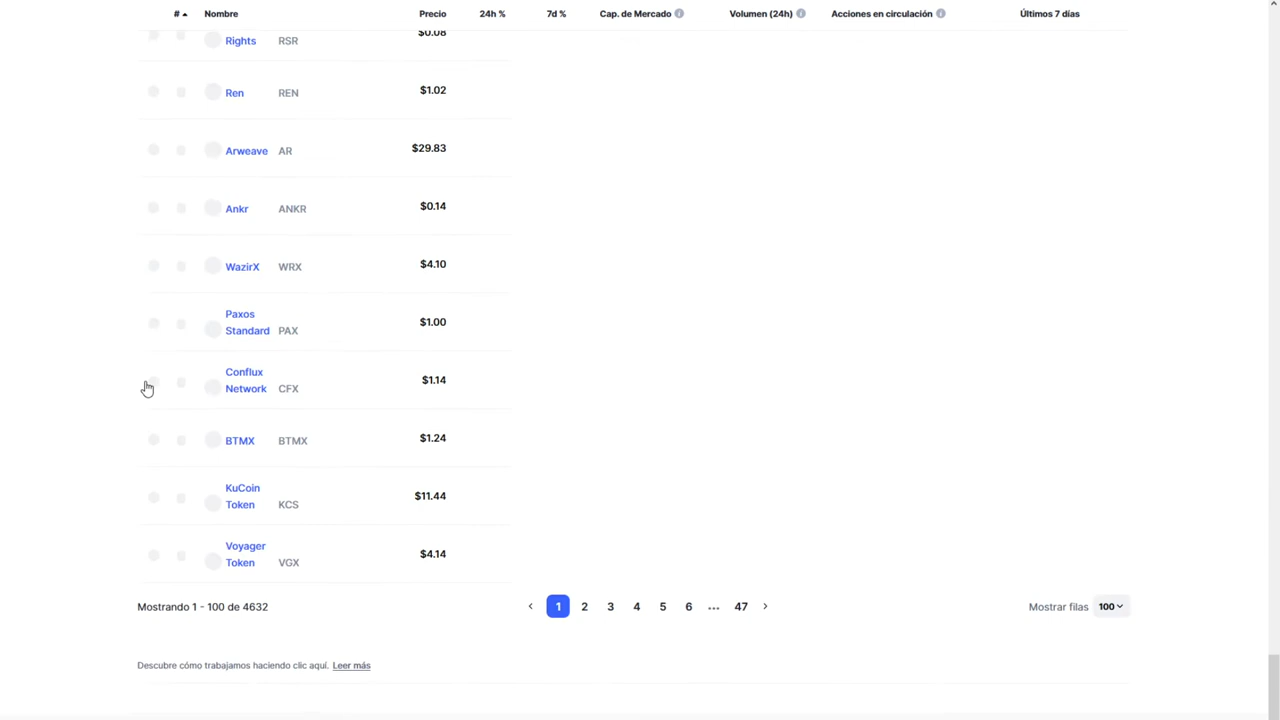 # Nombre Precio 24h % 7d % Cap. de Mercado Volumen (24h) Acciones en circulación Últimos 7 días
Rights RSR $0.08
Ren REN $1.02
Arweave AR $29.83
Ankr ANKR $0.14
WazirX WRX $4.10
Paxos
Standard PAX $1.00
Conflux
Network CFX $1.14
BTMX BTMX $1.24
KuCoin
Token KCS $11.44
Voyager
Token VGX $4.14
Mostrando 1 - 100 de 4632 ‹ 1 2 3 4 5 6 ... 47 › Mostrar filas 100
Descubre cómo trabajamos haciendo clic aquí. Leer más